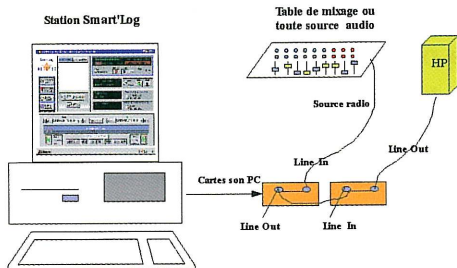 Station Smart'Log
Table de mixage ou
toute source audio
HP
Source radio
Line In
Line Out
Cartes son PC
Line Out
Line In